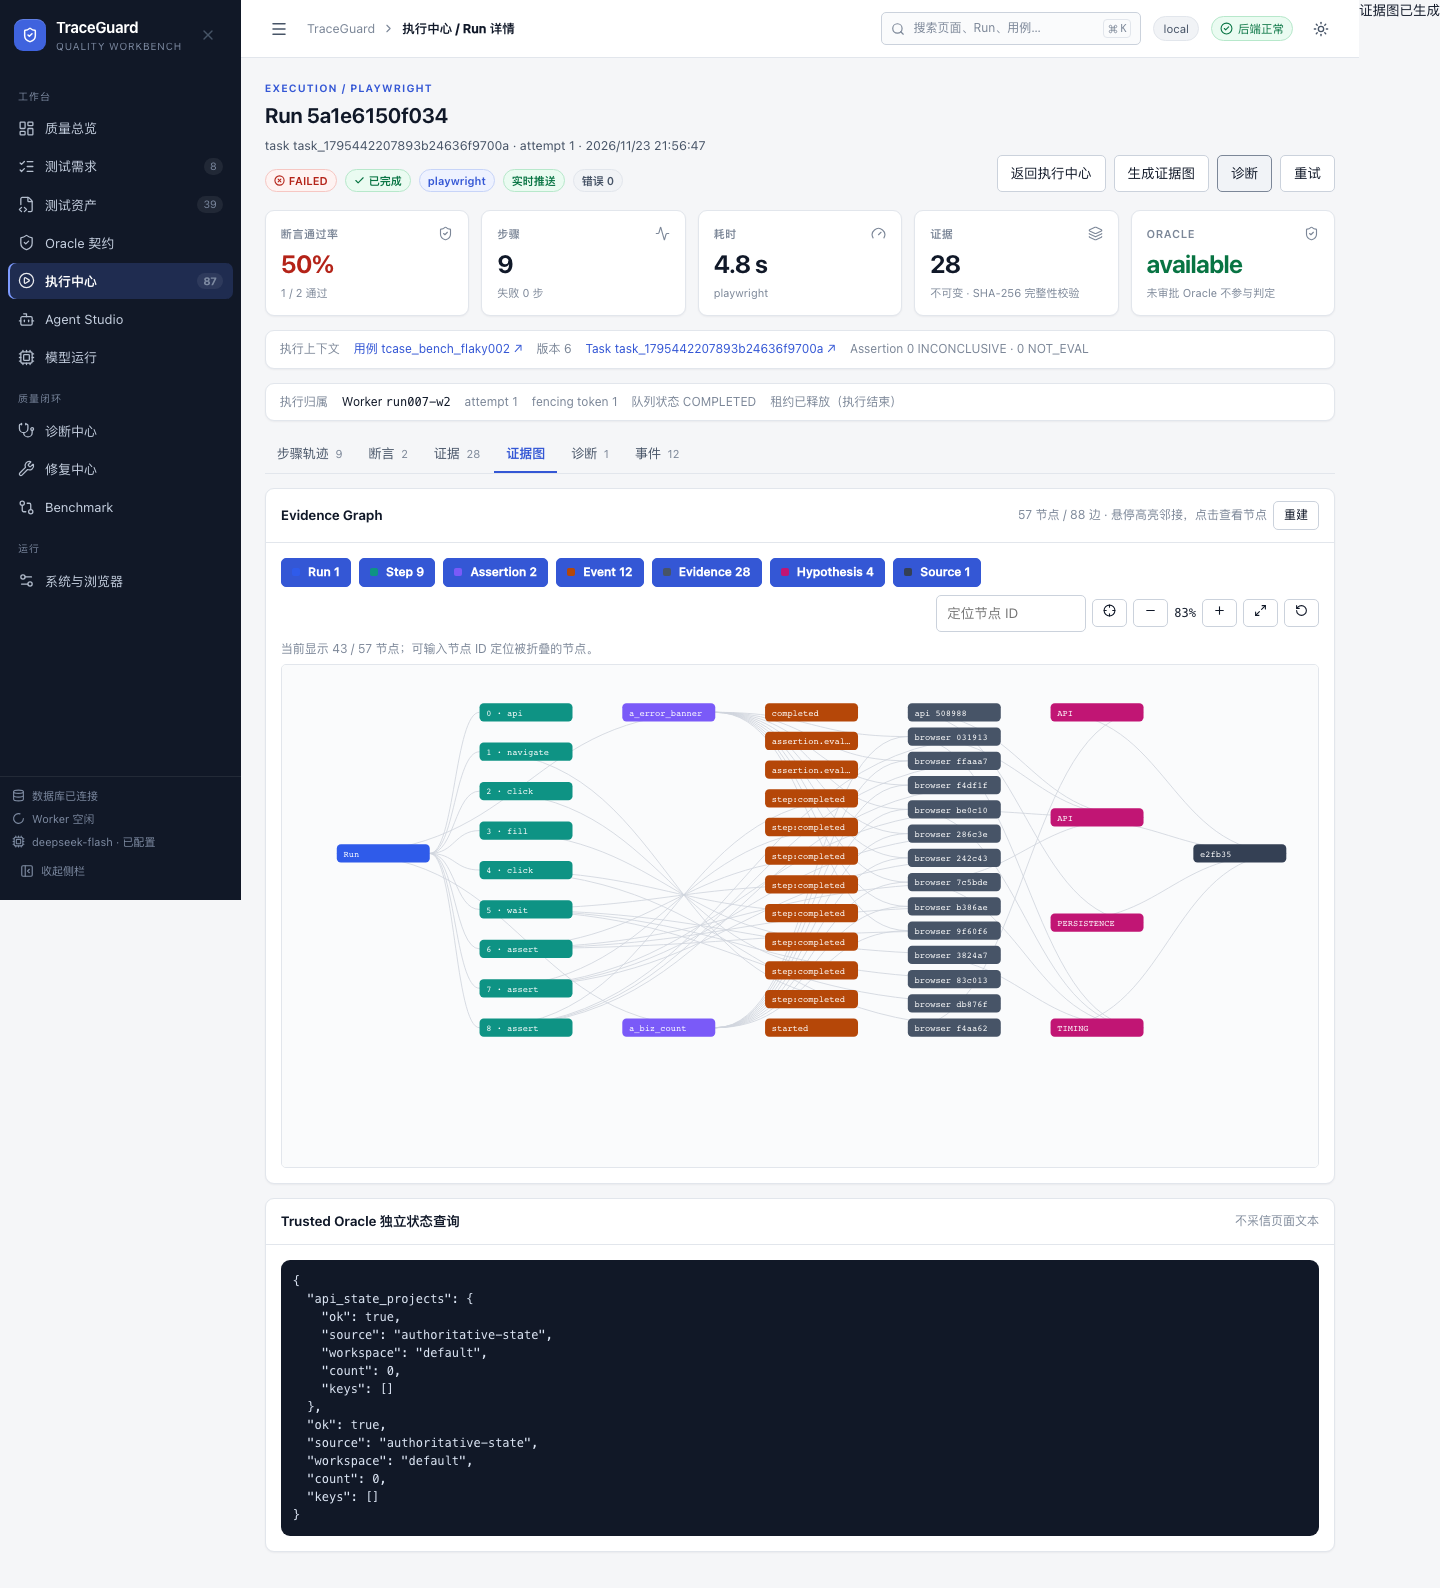 TraceGuard
QUALITY WORKBENCH
工作台
质量总览
测试需求 8
测试资产 39
Oracle 契约
执行中心 87
Agent Studio
模型运行
质量闭环
诊断中心
修复中心
Benchmark
运行
系统与浏览器
数据库已连接
Worker 空闲
deepseek-flash · 已配置
收起侧栏
TraceGuard > 执行中心 / Run 详情
搜索页面、Run、用例... ⌘ K
local
后端正常
证据图已生成
EXECUTION / PLAYWRIGHT
Run 5a1e6150f034
task task_1795442207893b24636f9700a · attempt 1 · 2026/11/23 21:56:47
FAILED 已完成 playwright 实时推送 错误 0
返回执行中心 生成证据图 诊断 重试
断言通过率
50%
1 / 2 通过
步骤
9
失败 0 步
耗时
4.8 s
playwright
证据
28
不可变 · SHA-256 完整性校验
ORACLE
available
未审批 Oracle 不参与判定
执行上下文 用例 tcase_bench_flaky002 ↗ 版本 6 Task task_1795442207893b24636f9700a ↗ Assertion 0 INCONCLUSIVE · 0 NOT_EVAL
执行归属 Worker run007-w2 attempt 1 fencing token 1 队列状态 COMPLETED 租约已释放（执行结束）
步骤轨迹 9 断言 2 证据 28 证据图 诊断 1 事件 12
Evidence Graph
57 节点 / 88 边 · 悬停高亮邻接，点击查看节点 重建
Run 1 Step 9 Assertion 2 Event 12 Evidence 28 Hypothesis 4 Source 1
定位节点 ID − 83% +
当前显示 43 / 57 节点；可输入节点 ID 定位被折叠的节点。
Run
0 · api
1 · navigate
2 · click
3 · fill
4 · click
5 · wait
6 · assert
7 · assert
8 · assert
a_error_banner
a_biz_count
completed
assertion.eval…
assertion.eval…
step:completed
step:completed
step:completed
step:completed
step:completed
step:completed
step:completed
step:completed
started
api 508988
browser 031913
browser ffaaa7
browser f4df1f
browser be0c10
browser 286c3e
browser 242c43
browser 7c5bde
browser b386ae
browser 9f60f6
browser 3824a7
browser 83c013
browser db876f
browser f4aa62
API
API
PERSISTENCE
TIMING
e2fb35
Trusted Oracle 独立状态查询
不采信页面文本
{
"api_state_projects": {
"ok": true,
"source": "authoritative-state",
"workspace": "default",
"count": 0,
"keys": []
},
"ok": true,
"source": "authoritative-state",
"workspace": "default",
"count": 0,
"keys": []
}